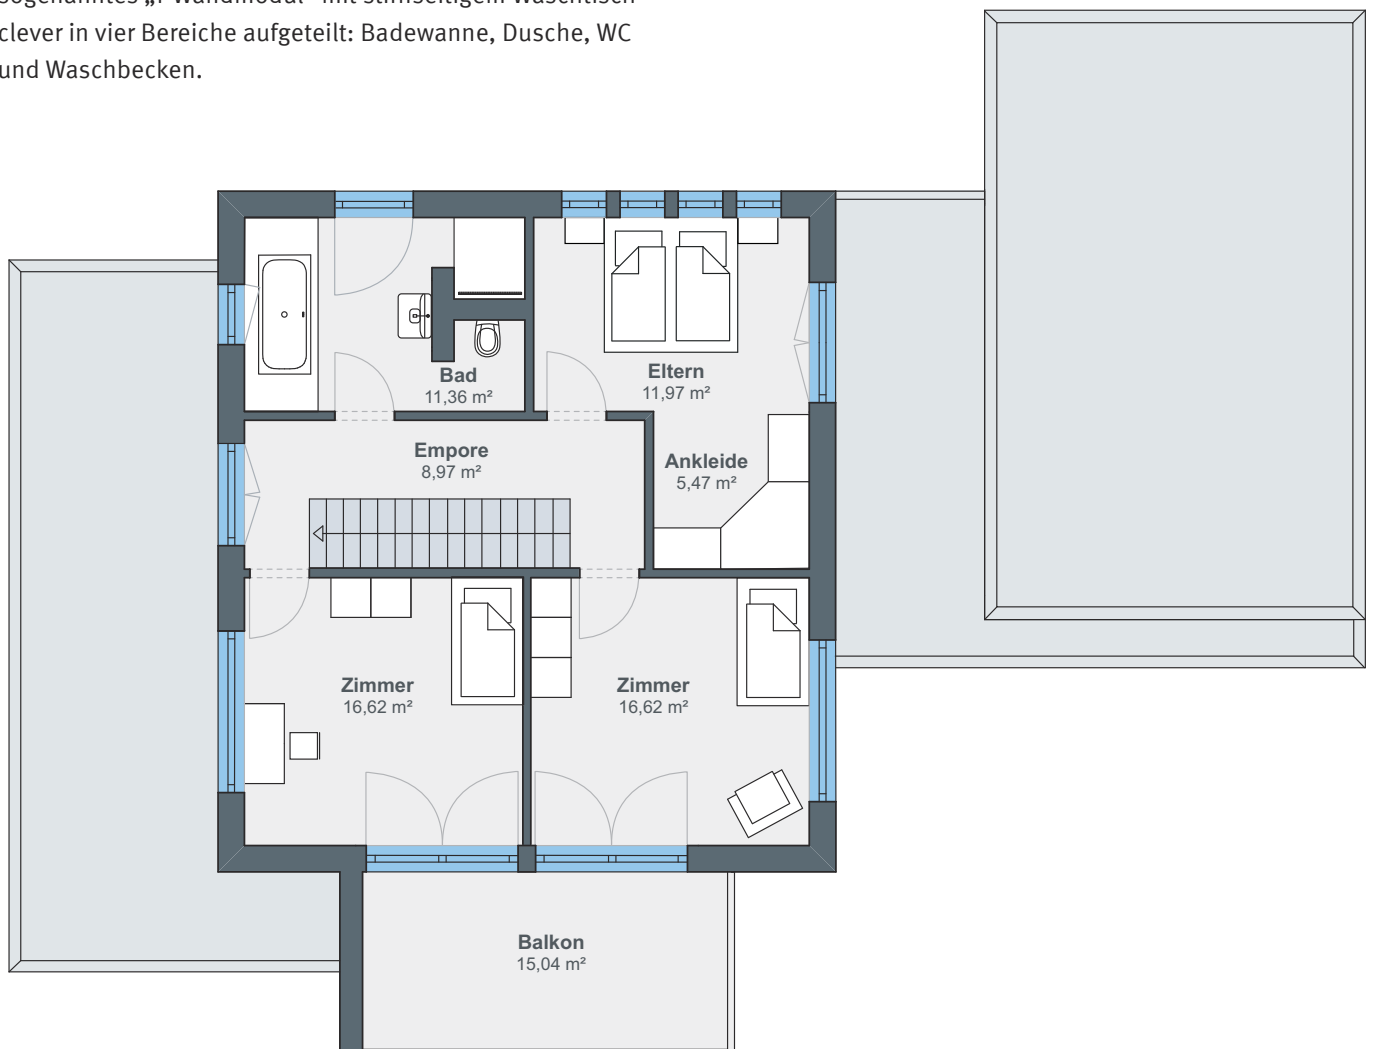 clever in vier Bereiche aufgeteilt: Badewanne, Dusche, WC
und Waschbecken.
Bad
11,36 m²
Eltern
11,97 m²
Empore
8,97 m²
Ankleide
5,47 m²
Zimmer
16,62 m²
Zimmer
16,62 m²
Balkon
15,04 m²